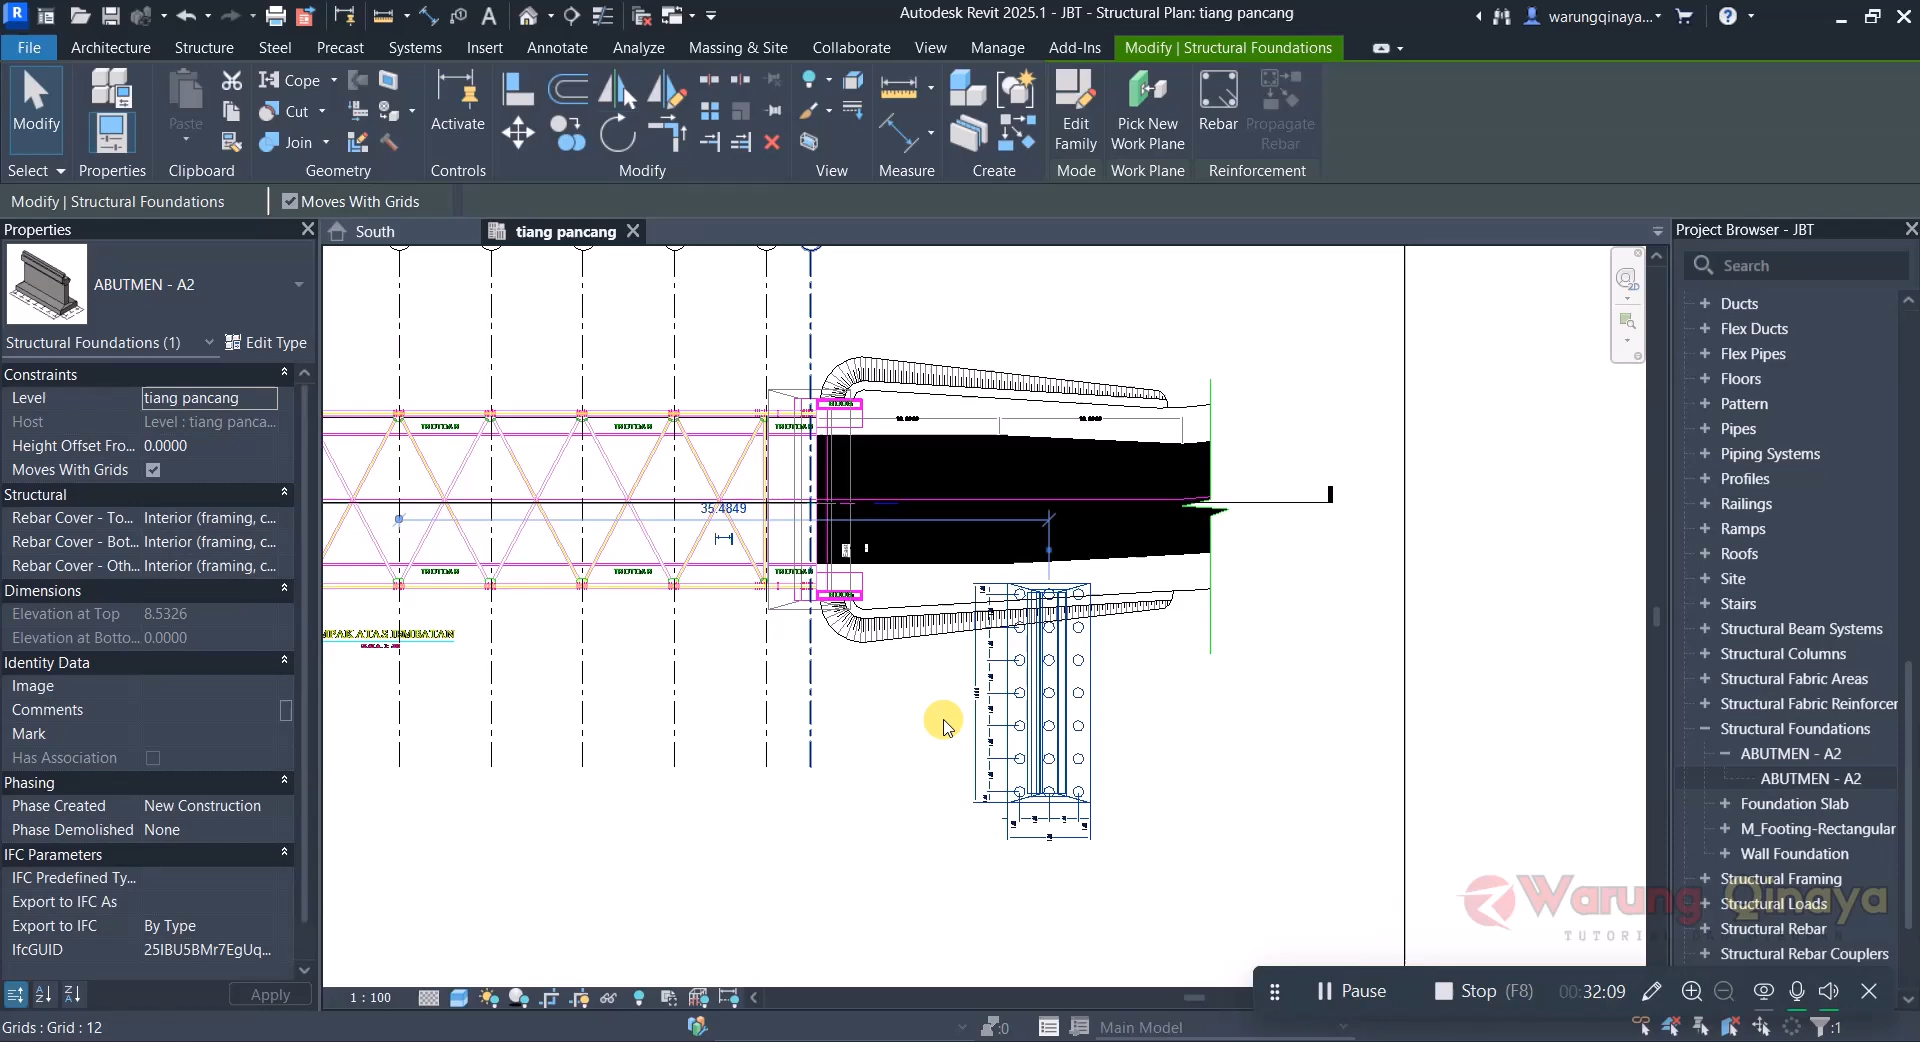 Autodesk Revit 2025.1 - JBT - Structural Plan: tiang pancang
warungqinaya...
File
Architecture
Structure
Steel
Precast
Systems
Insert
Annotate
Analyze
Massing & Site
Collaborate
View
Manage
Add-Ins
Modify | Structural Foundations
Modify
Paste
Cope
Cut
Join
Activate
Edit Family
Pick New Work Plane
Rebar
Propagate Rebar
Select
Properties
Clipboard
Geometry
Controls
Modify
View
Measure
Create
Mode
Work Plane
Reinforcement
Modify | Structural Foundations
Moves With Grids
Properties
ABUTMEN - A2
Structural Foundations (1)
Edit Type
Constraints
Level tiang pancang
Host Level : tiang panca...
Height Offset Fro... 0.0000
Moves With Grids
Structural
Rebar Cover - To... Interior (framing, c...
Rebar Cover - Bot... Interior (framing, c...
Rebar Cover - Oth... Interior (framing, c...
Dimensions
Elevation at Top 8.5326
Elevation at Botto... 0.0000
Identity Data
Image
Comments
Mark
Has Association
Phasing
Phase Created New Construction
Phase Demolished None
IFC Parameters
IFC Predefined Ty...
Export to IFC As
Export to IFC By Type
IfcGUID 25IBU5BMr7EgUq...
Apply
South
tiang pancang
35.4849
1 : 100
Project Browser - JBT
Search
Ducts
Flex Ducts
Flex Pipes
Floors
Pattern
Pipes
Piping Systems
Profiles
Railings
Ramps
Roofs
Site
Stairs
Structural Beam Systems
Structural Columns
Structural Fabric Areas
Structural Fabric Reinforcer
Structural Foundations
ABUTMEN - A2
ABUTMEN - A2
Foundation Slab
M_Footing-Rectangular
Wall Foundation
Structural Framing
Structural Loads
Structural Rebar
Structural Rebar Couplers
Warung Qinaya
Pause
Stop (F8)
00:32:09
Grids : Grid : 12
:0
Main Model
:1